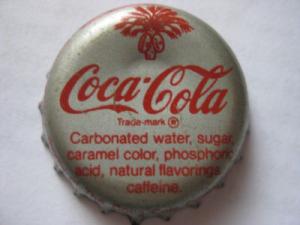 Coca-Cola
Trade-mark ®
Carbonated water, sugar,
caramel color, phosphoric
acid, natural flavorings
caffeine.